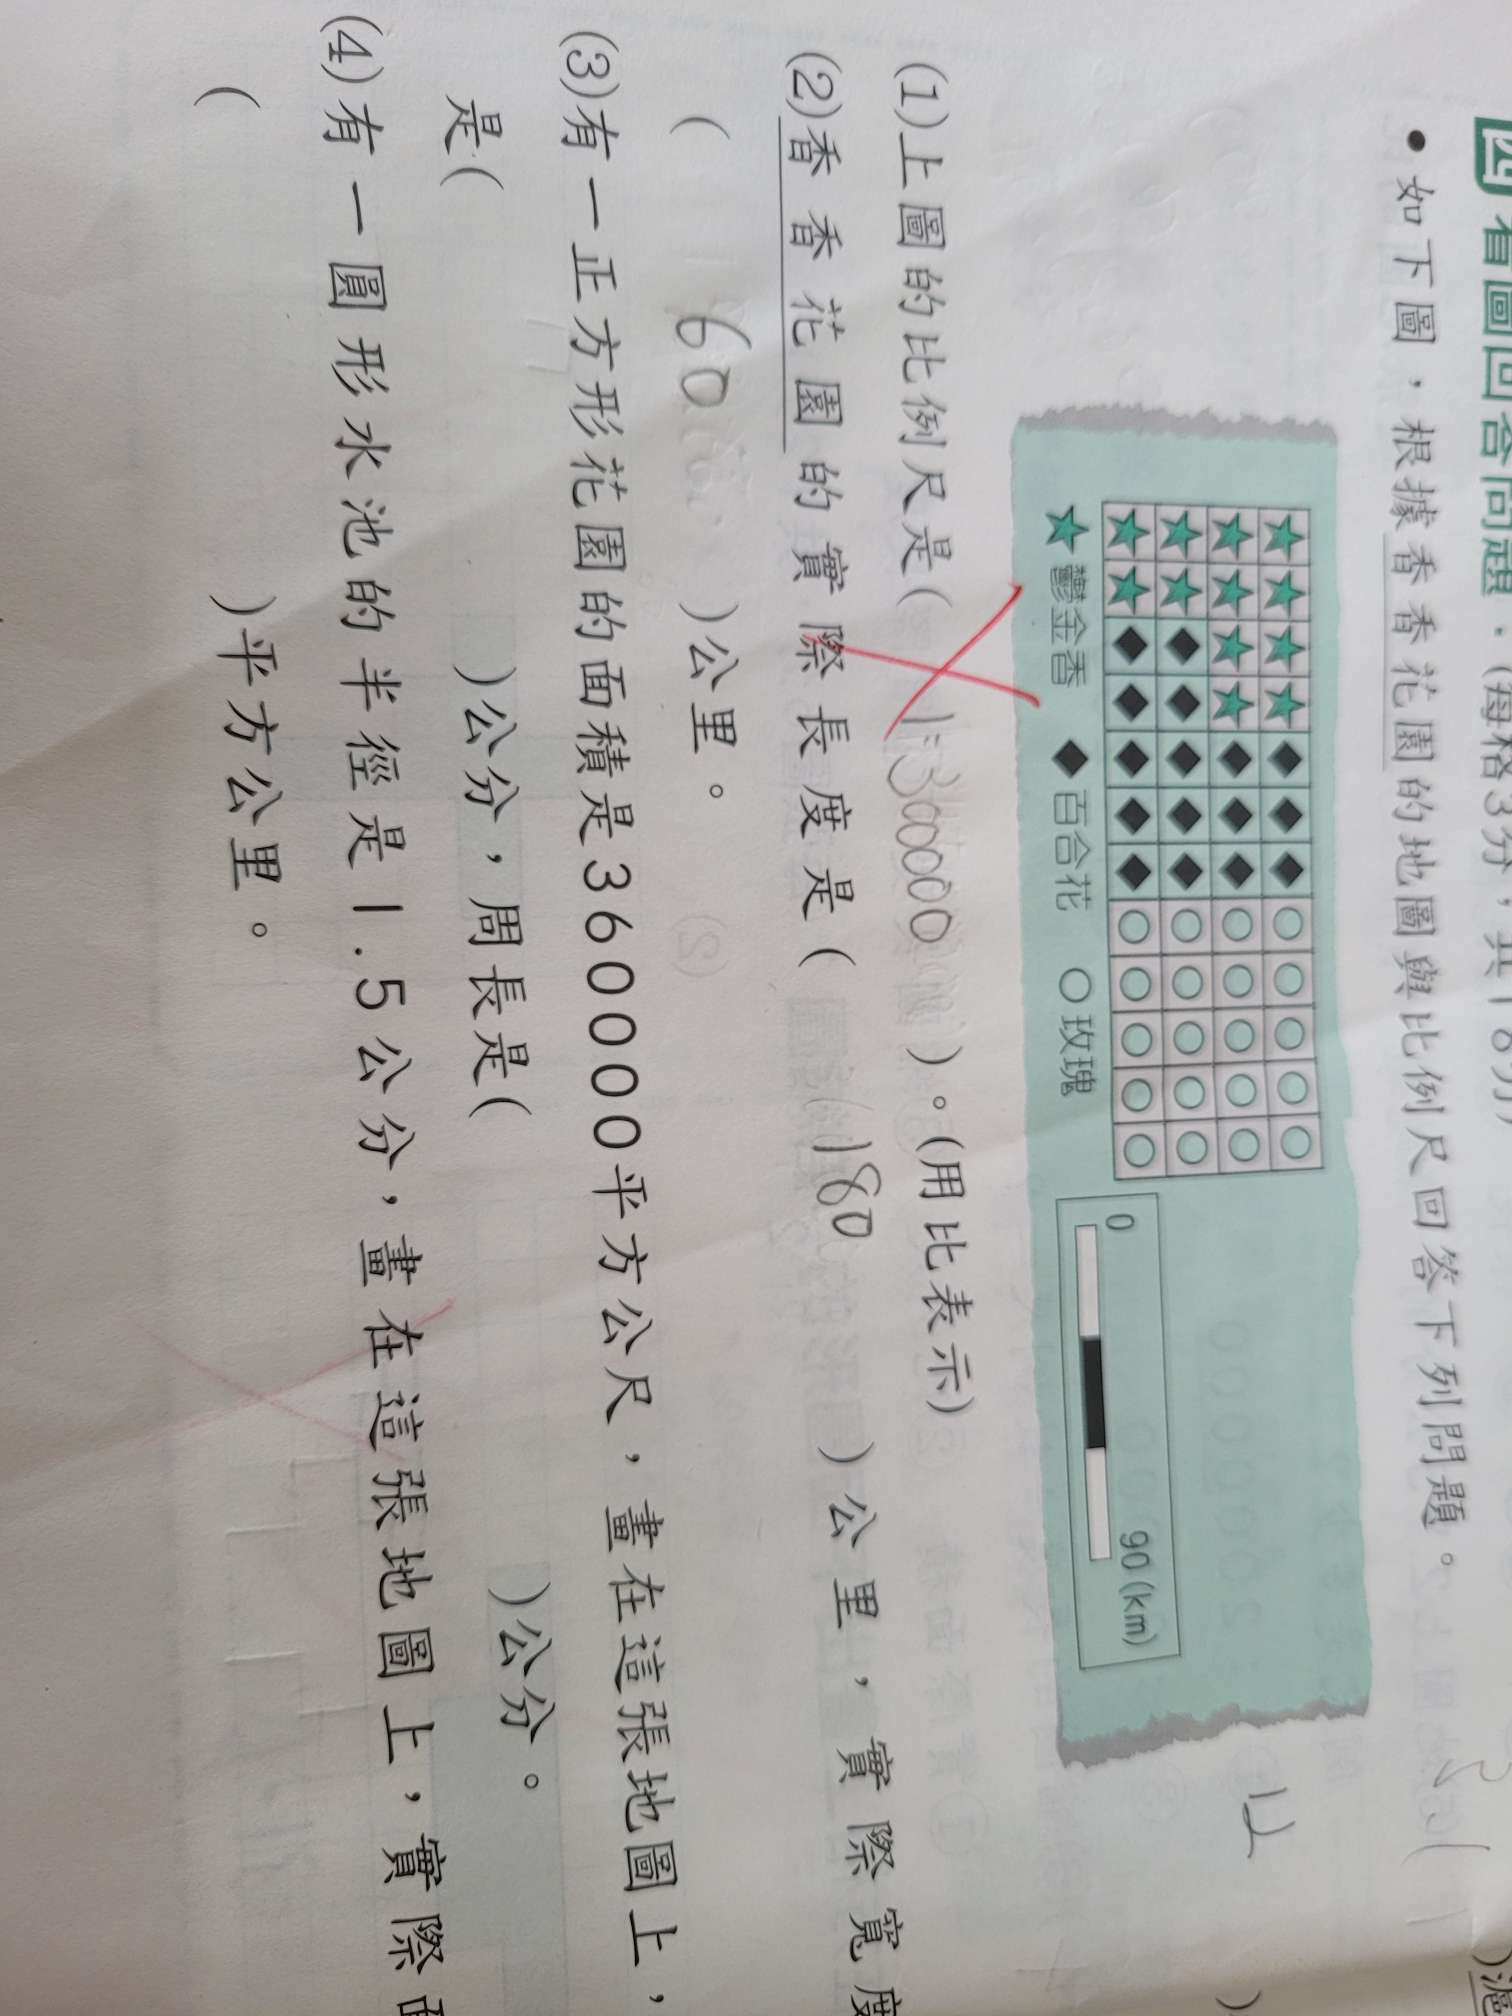 四 看圖回答問題：(每格3分，共18分)
•如下圖，根據香香花園的地圖與比例尺回答下列問題。
★鬱金香 ◆百合花 ○玫瑰
0 90(km)
12
(1)上圖的比例尺是( 1:3000000 )。(用比表示)
(2)香香花園的實際長度是( 180 )公里，實際寬度
( 60 )公里。
(3)有一正方形花園的面積是3600000平方公尺，畫在這張地圖上，
是( )公分，周長是( )公分。
(4)有一圓形水池的半徑是1.5公分，畫在這張地圖上，實際面
( )平方公里。